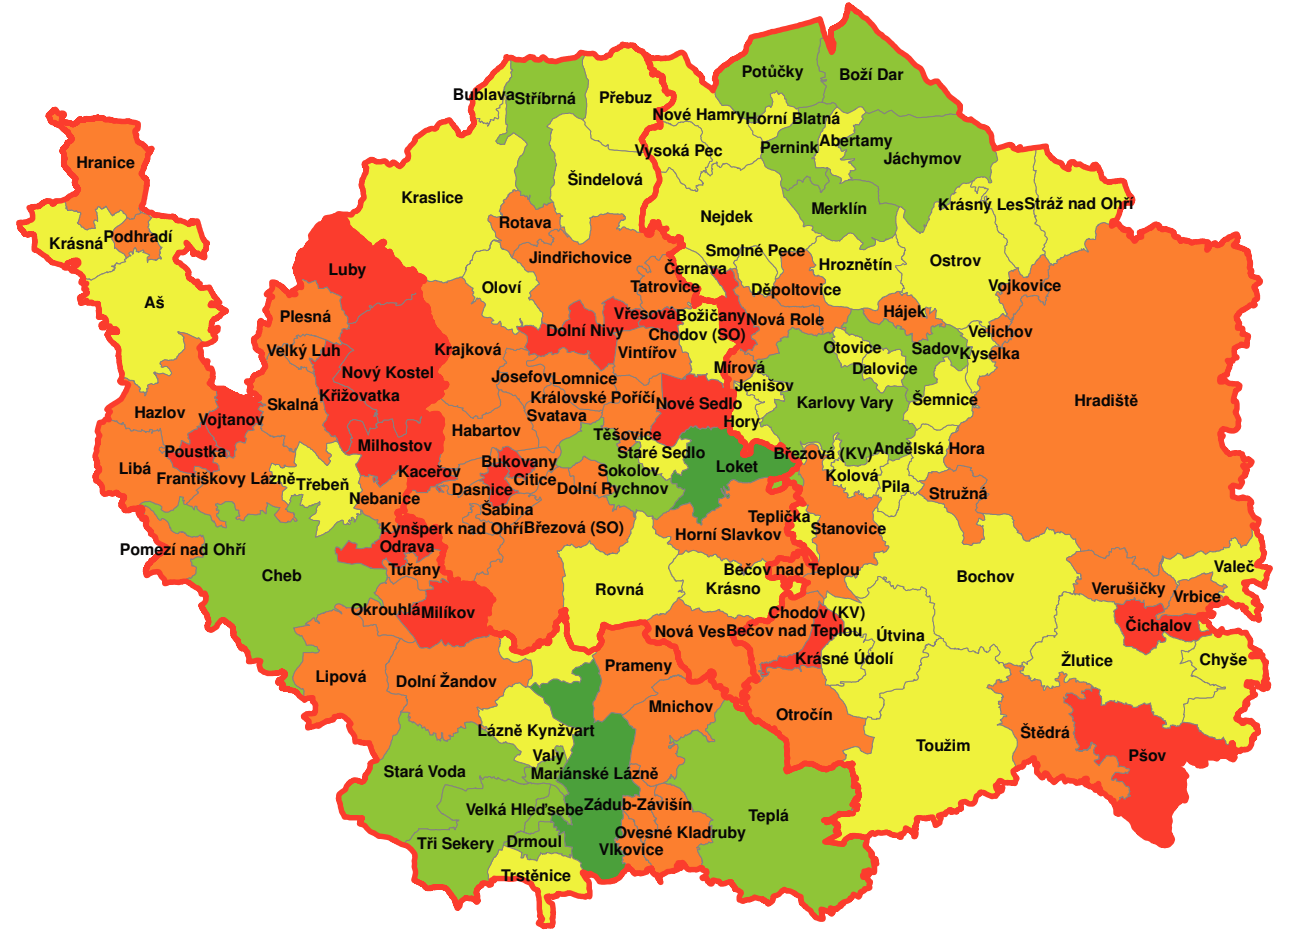 Potůčky
Boží Dar
Bublava
Stříbrná
Přebuz
Nové Hamry
Horní Blatná
Abertamy
Pernink
Vysoká Pec
Jáchymov
Hranice
Šindelová
Kraslice
Krásný Les
Stráž nad Ohří
Merklín
Nejdek
Rotava
Krásná
Podhradí
Smolné Pece
Jindřichovice
Ostrov
Hroznětín
Luby
Černava
Tatrovice
Oloví
Děpoltovice
Vojkovice
Aš
Plesná
Vřesová
Božičany
Nová Role
Hájek
Dolní Nivy
Chodov (SO)
Velichov
Velký Luh
Krajková
Vintířov
Otovice
Sadov
Kyselka
Nový Kostel
Josefov
Lomnice
Mírová
Dalovice
Jenišov
Křižovatka
Královské Poříčí
Nové Sedlo
Karlovy Vary
Šemnice
Hradiště
Skalná
Hazlov
Vojtanov
Svatava
Hory
Habartov
Těšovice
Milhostov
Poustka
Staré Sedlo
Březová (KV)
Andělská Hora
Libá
Kaceřov
Bukovany
Citice
Sokolov
Loket
Františkovy Lázně
Třebeň
Dasnice
Dolní Rychnov
Kolová
Pila
Stružná
Nebanice
Šabina
Kynšperk nad Ohří
Březová (SO)
Teplička
Stanovice
Horní Slavkov
Pomezí nad Ohří
Odrava
Cheb
Tuřany
Bečov nad Teplou
Bochov
Valeč
Rovná
Krásno
Verušičky
Vrbice
Okrouhlá
Milíkov
Chodov (KV)
Čichalov
Nová Ves
Bečov nad Teplou
Útvina
Prameny
Krásné Údolí
Žlutice
Chyše
Lipová
Dolní Žandov
Mnichov
Otročín
Lázně Kynžvart
Štědrá
Toužim
Valy
Pšov
Stará Voda
Mariánské Lázně
Velká Hleďsebe
Zádub-Závišín
Teplá
Tři Sekery
Drmoul
Ovesné Kladruby
Vlkovice
Trstěnice